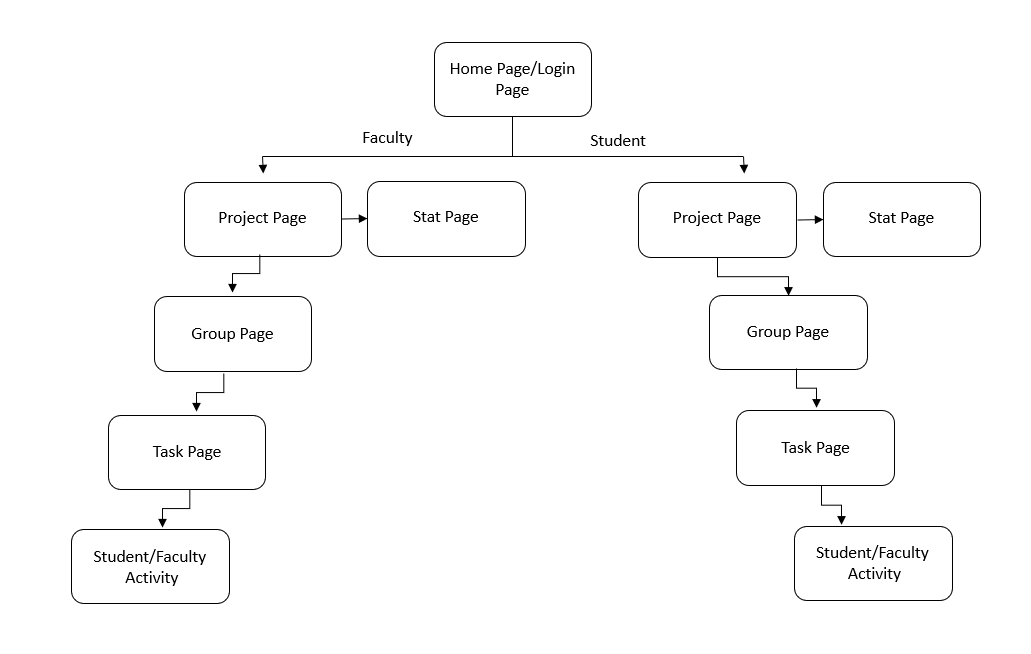 Home Page/Login
Page
Faculty
Student
Project Page
Stat Page
Project Page
Stat Page
Group Page
Group Page
Task Page
Task Page
Student/Faculty
Activity
Student/Faculty
Activity